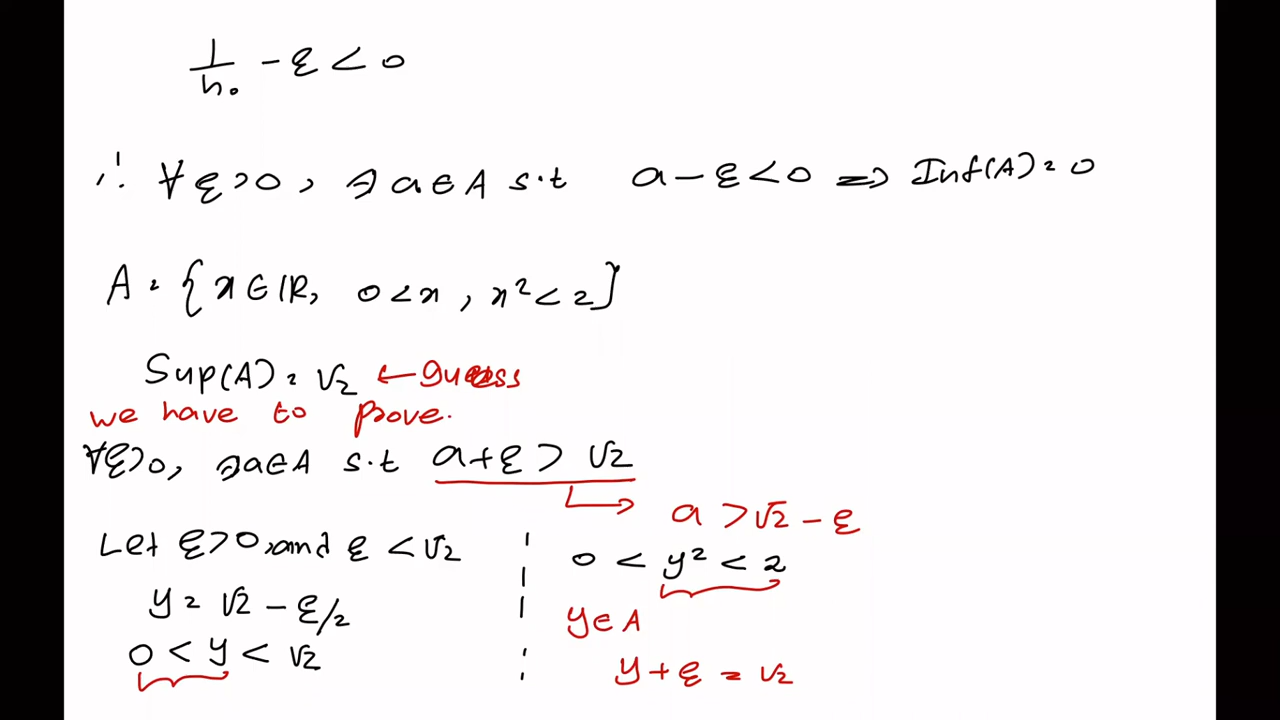 1/n₀ - ε < 0
∴ ∀ε>0, ∃a∈A s.t a - ε < 0 => Inf(A) = 0
A = {x∈ℝ, 0<x, x²<2}
Sup(A) = √2 ← guess
we have to prove.
∀ε>0, ∃a∈A s.t a+ε > √2
a > √2 - ε
Let ε>0, and ε < √2
y = √2 - ε/2
0 < y < √2
0 < y² < 2
y∈A
y + ε = √2